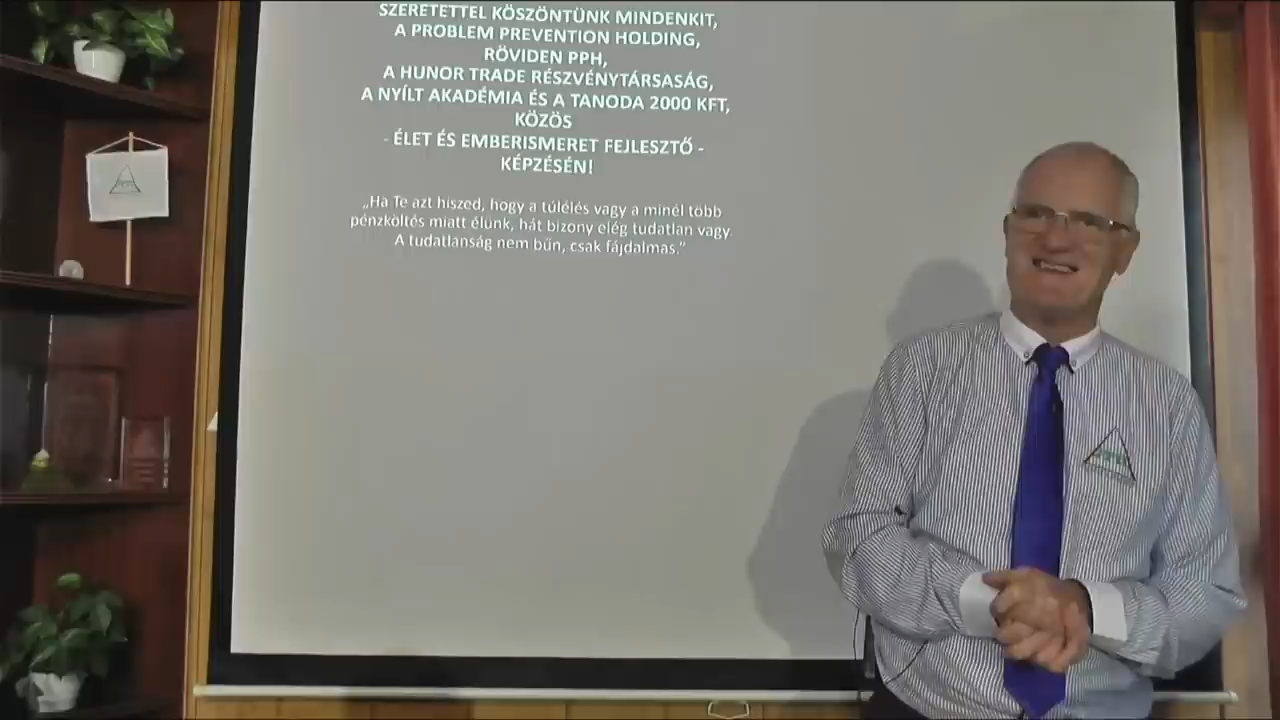 SZERETETTEL KÖSZÖNTÜNK MINDENKIT,
A PROBLEM PREVENTION HOLDING,
RÖVIDEN PPH,
A HUNOR TRADE RÉSZVÉNYTÁRSASÁG,
A NYÍLT AKADÉMIA ÉS A TANODA 2000 KFT,
KÖZÖS
- ÉLET ÉS EMBERISMERET FEJLESZTŐ -
KÉPZÉSÉN!
„Ha Te azt hiszed, hogy a túlélés vagy a minél több
pénzköltés miatt élünk, hát bizony elég tudatlan vagy.
A tudatlanság nem bűn, csak fájdalmas.”